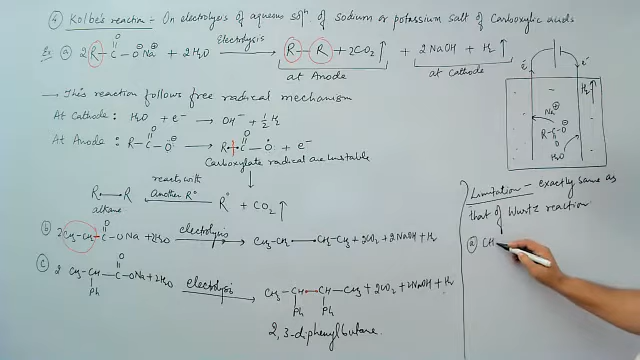 ④ Kolbe's reaction - On electrolysis of aqueous solⁿ of sodium or potassium salt of Carboxylic acids
Ex: ⓐ 2 R-C-O Na + 2H₂O Electrolysis R-R + 2CO₂↑ + 2NaOH + H₂↑
O
at Anode
at Cathode
→ This reaction follows free radical mechanism
At Cathode: H₂O + e⁻ → OH⁻ + ½ H₂
At Anode: R-C-O⁻ → R-C-O· + e⁻
O
O
Carboxylate radical are unstable
R-R reacts with Another R° R° + CO₂↑
alkane
ⓑ 2CH₃-CH₂-C-ONa + 2H₂O electrolysis CH₃-CH₂-CH₂-CH₃ + 2CO₂ + 2NaOH + H₂
O
ⓒ 2 CH₃-CH-C-ONa + 2H₂O electrolysis CH₃-CH-CH-CH₃ + 2CO₂ + 2NaOH + H₂
O
Ph
Ph Ph
2,3-diphenylbutane.
e⁻ e⁻
H₂↑
Na⊕
R-C-O⊖
O
H₂O
Limitation - exactly same as
that of Wurtz reaction
ⓐ CH